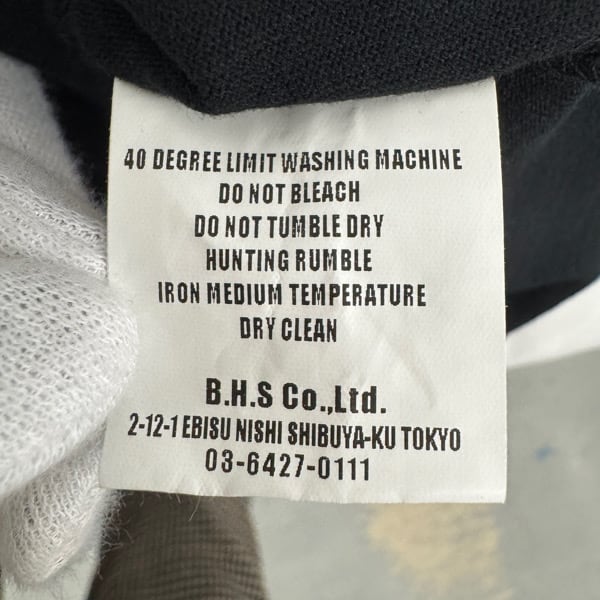 40 DEGREE LIMIT WASHING MACHINE
DO NOT BLEACH
DO NOT TUMBLE DRY
HUNTING RUMBLE
IRON MEDIUM TEMPERATURE
DRY CLEAN
B.H.S Co.,Ltd.
2-12-1 EBISU NISHI SHIBUYA-KU TOKYO
03-6427-0111